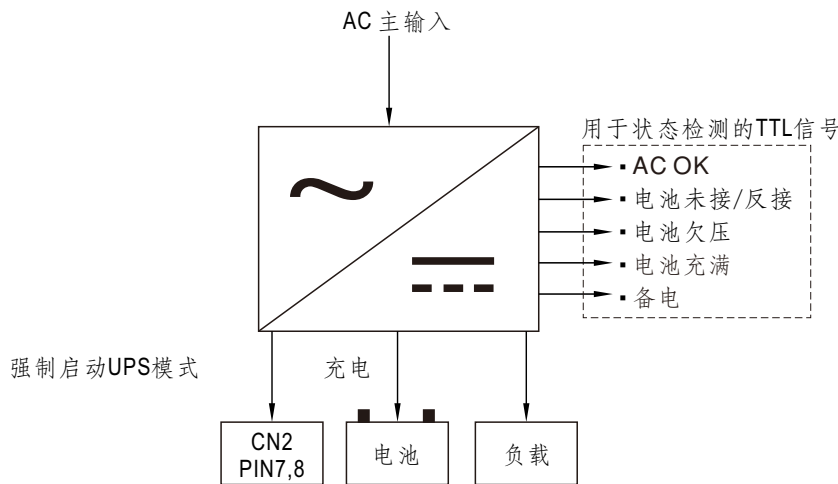 AC 主输入
用于状态检测的TTL信号
▪ AC OK
▪ 电池未接/反接
▪ 电池欠压
▪ 电池充满
▪ 备电
强制启动UPS模式
充电
CN2
PIN7,8
电池
负载